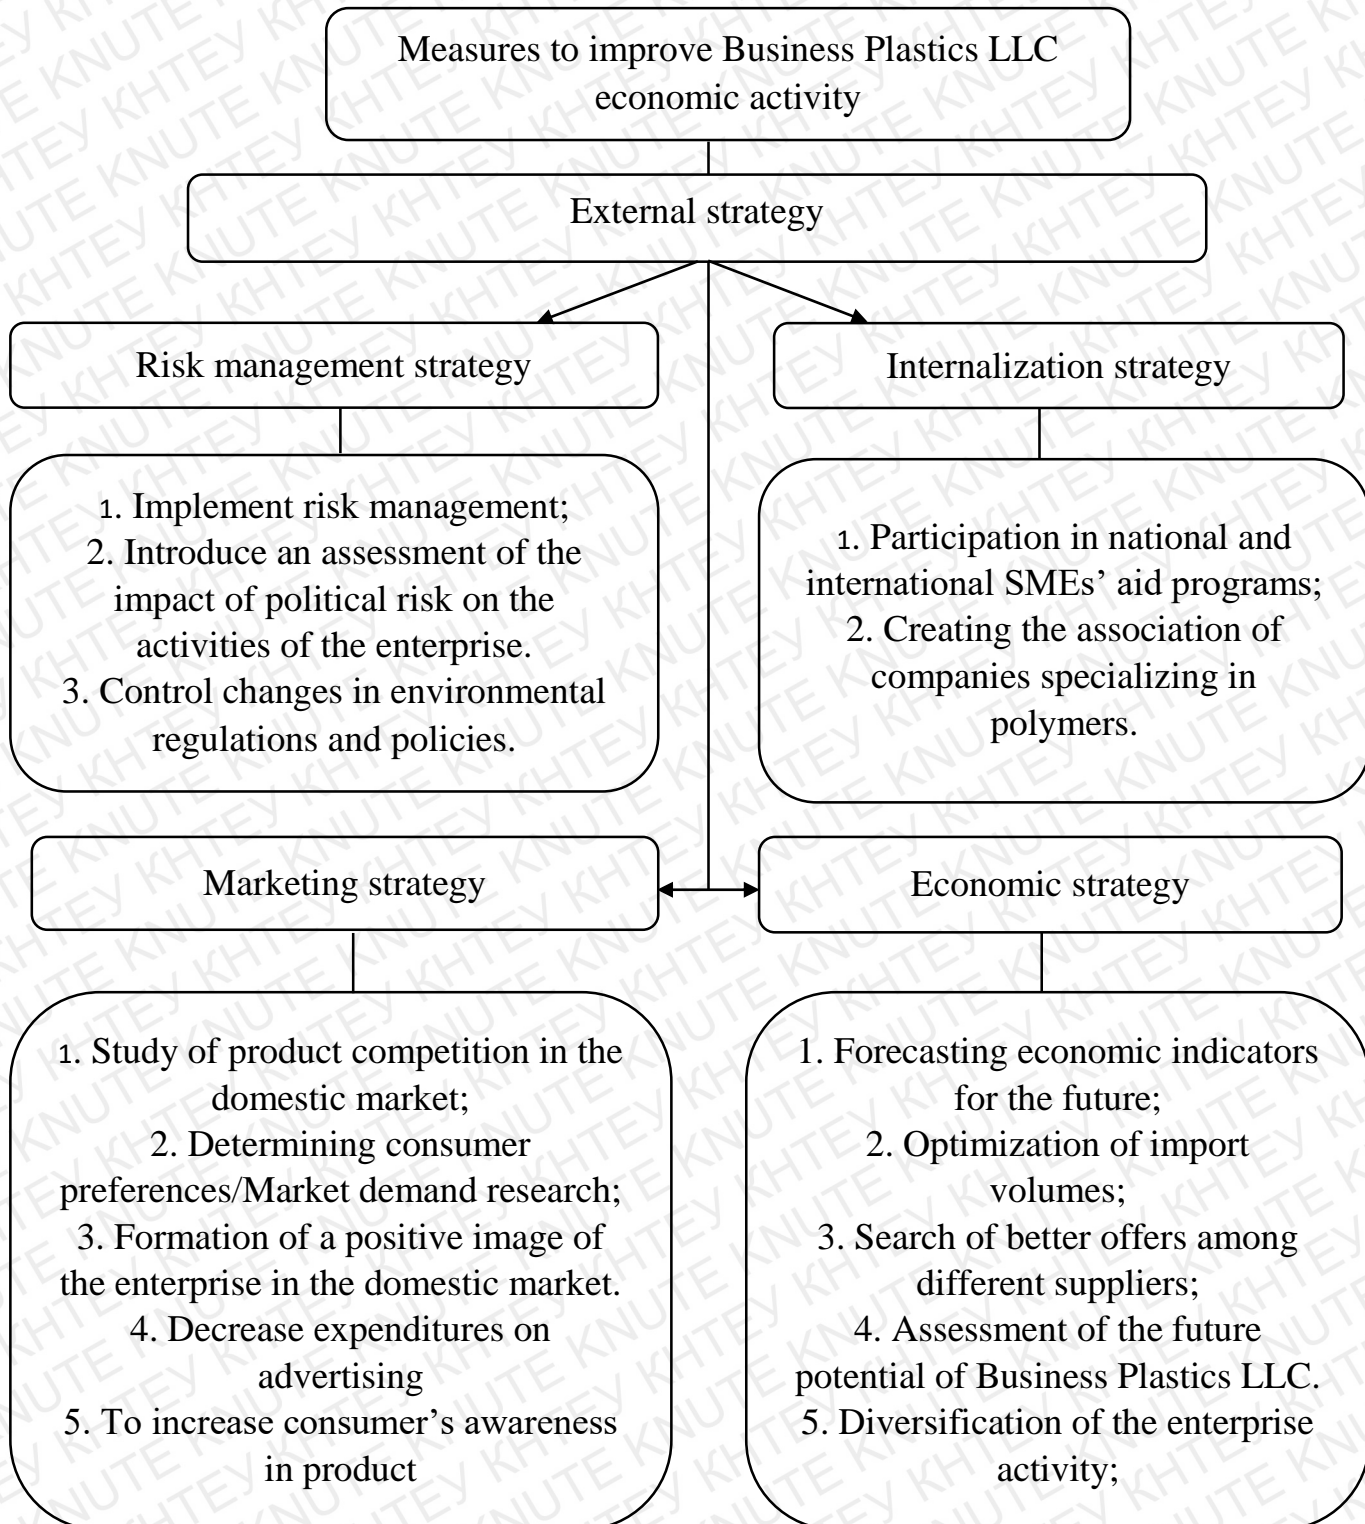 Measures to improve Business Plastics LLC
economic activity
External strategy
Risk management strategy
Internalization strategy
1. Implement risk management;
2. Introduce an assessment of the
impact of political risk on the
activities of the enterprise.
3. Control changes in environmental
regulations and policies.
1. Participation in national and
international SMEs’ aid programs;
2. Creating the association of
companies specializing in
polymers.
Marketing strategy
Economic strategy
1. Study of product competition in the
domestic market;
2. Determining consumer
preferences/Market demand research;
3. Formation of a positive image of
the enterprise in the domestic market.
4. Decrease expenditures on
advertising
5. To increase consumer’s awareness
in product
1. Forecasting economic indicators
for the future;
2. Optimization of import
volumes;
3. Search of better offers among
different suppliers;
4. Assessment of the future
potential of Business Plastics LLC.
5. Diversification of the enterprise
activity;